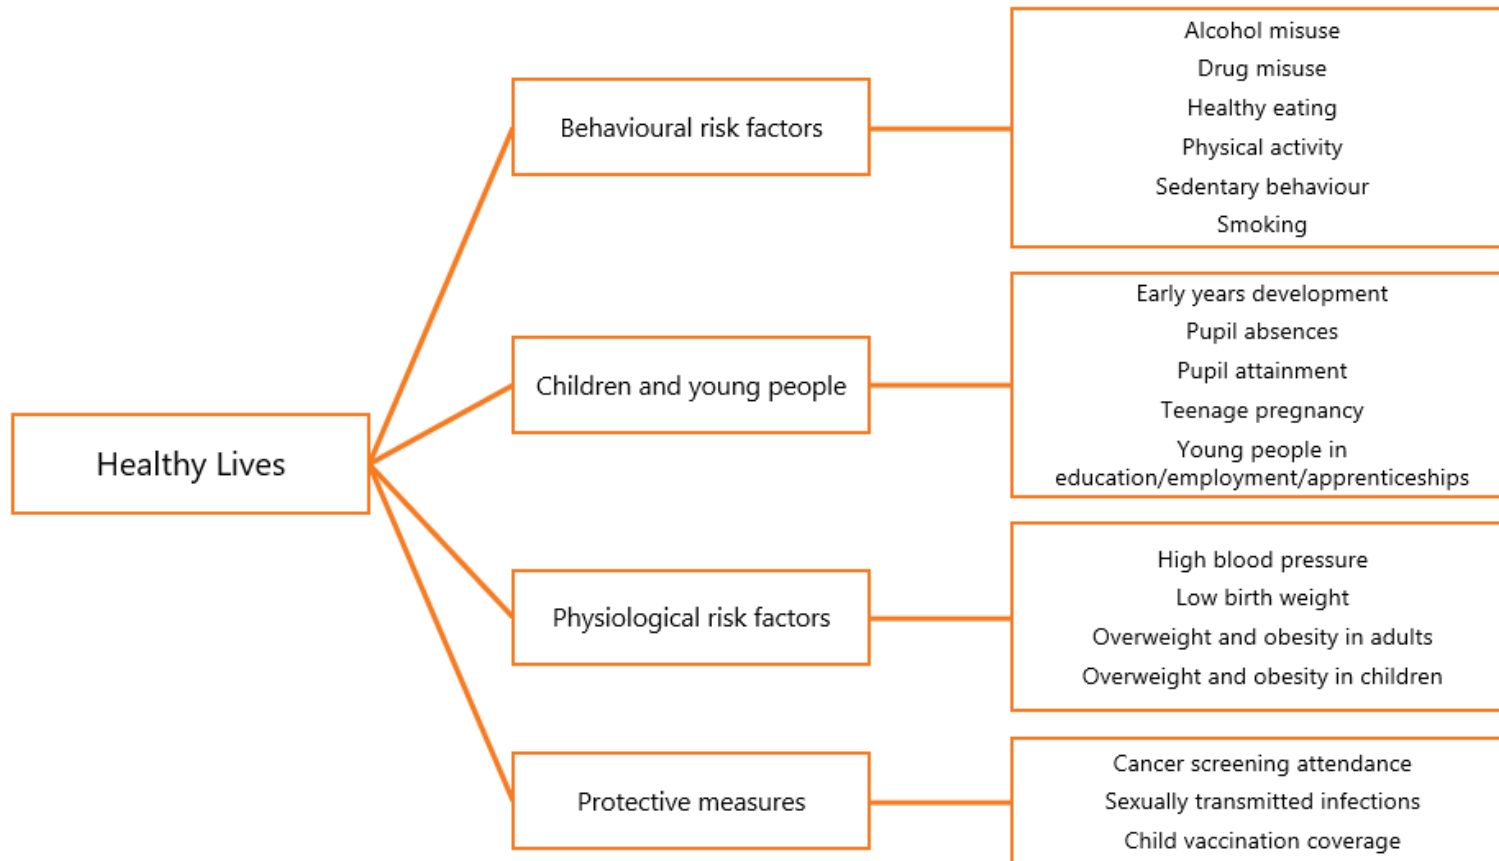 Healthy Lives
Behavioural risk factors
Alcohol misuse
Drug misuse
Healthy eating
Physical activity
Sedentary behaviour
Smoking
Children and young people
Early years development
Pupil absences
Pupil attainment
Teenage pregnancy
Young people in
education/employment/apprenticeships
Physiological risk factors
High blood pressure
Low birth weight
Overweight and obesity in adults
Overweight and obesity in children
Protective measures
Cancer screening attendance
Sexually transmitted infections
Child vaccination coverage